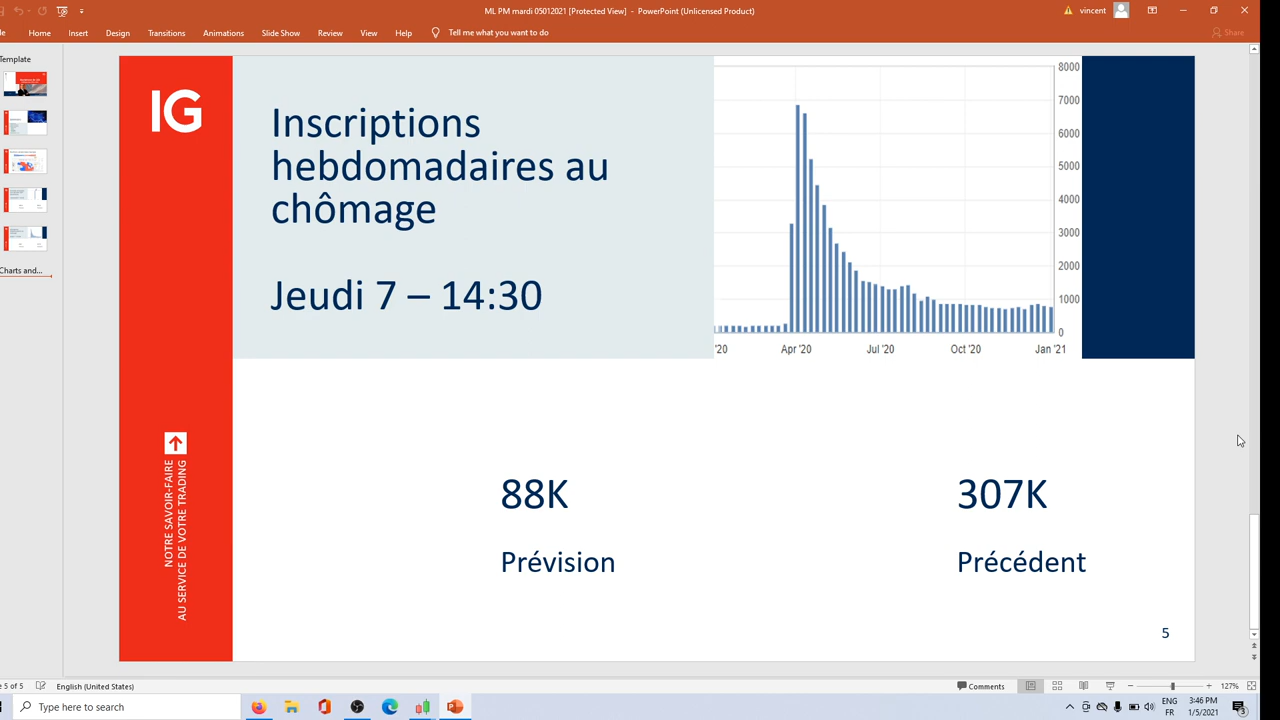 ML PM mardi 05012021 [Protected View] - PowerPoint (Unlicensed Product)
vincent
Home Insert Design Transitions Animations Slide Show Review View Help Tell me what you want to do
Share
Template
Charts and...
IG
Inscriptions
hebdomadaires au
chômage
Jeudi 7 – 14:30
8000
7000
6000
5000
4000
3000
2000
1000
0
'20 Apr '20 Jul '20 Oct '20 Jan '21
NOTRE SAVOIR-FAIRE
AU SERVICE DE VOTRE TRADING
88K
Prévision
307K
Précédent
5
e 5 of 5 English (United States)
Comments
127%
Type here to search
ENG
FR
3:46 PM
1/5/2021
3